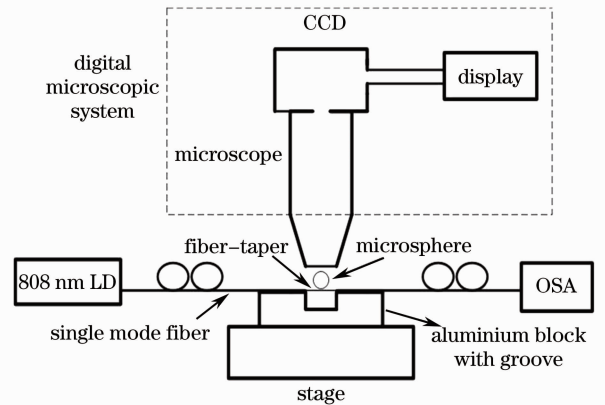 CCD
digital
microscopic
system
display
microscope
fiber-taper
microsphere
808 nm LD
OSA
single mode fiber
aluminium block
with groove
stage